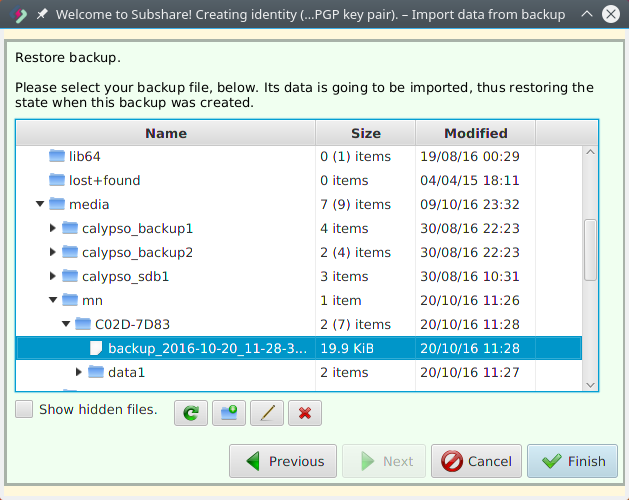 Welcome to Subshare! Creating identity (...PGP key pair). – Import data from backup
Restore backup.
Please select your backup file, below. Its data is going to be imported, thus restoring the
state when this backup was created.
Name Size Modified
lib64 0 (1) items 19/08/16 00:29
lost+found 0 items 04/04/15 18:11
media 7 (9) items 09/10/16 23:32
calypso_backup1 4 items 30/08/16 22:23
calypso_backup2 2 (4) items 30/08/16 22:23
calypso_sdb1 3 items 30/08/16 10:31
mn 1 item 20/10/16 11:26
C02D-7D83 2 (7) items 20/10/16 11:28
backup_2016-10-20_11-28-3... 19.9 KiB 20/10/16 11:28
data1 2 items 20/10/16 11:27
Show hidden files.
Previous Next Cancel Finish